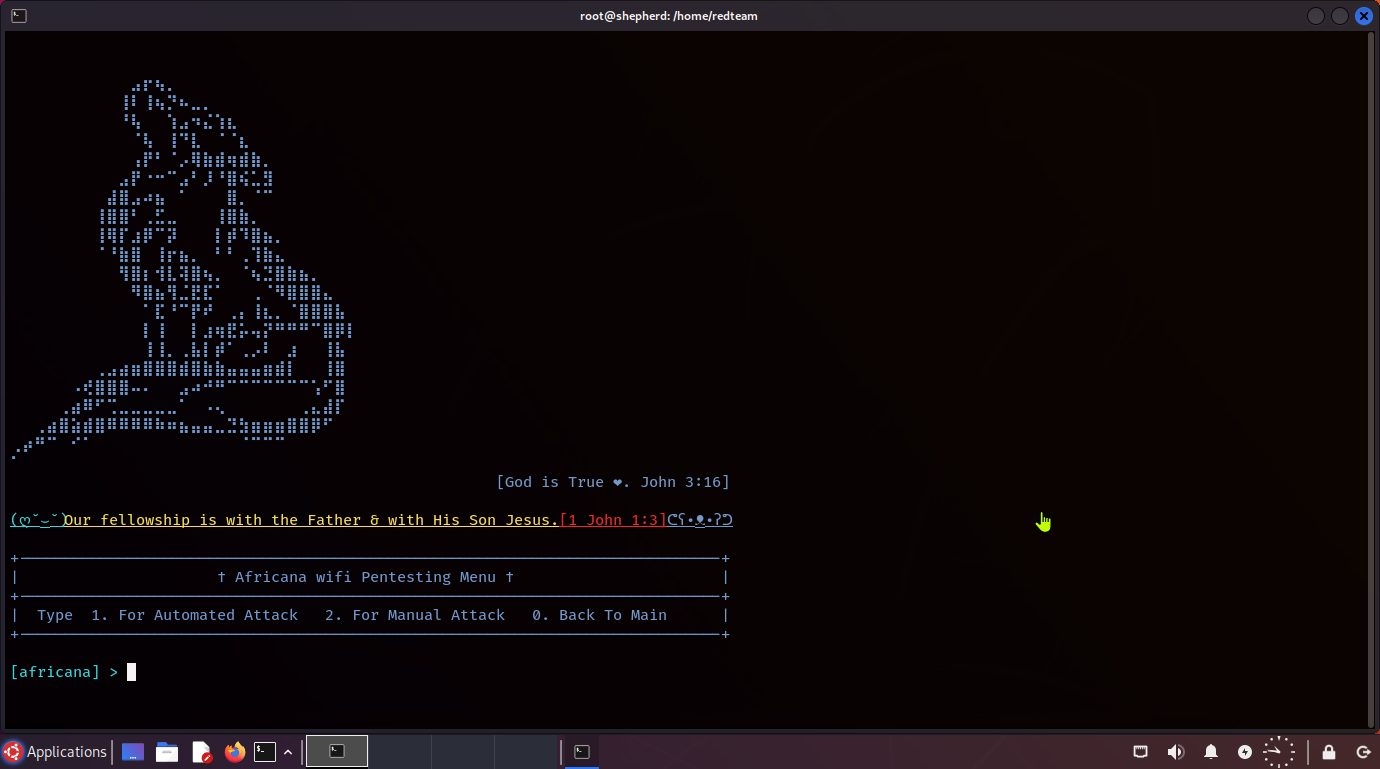 root@shepherd: /home/redteam
[God is True ❤. John 3:16]
(ღ˘⌣˘)Our fellowship is with the Father & with His Son Jesus.[1 John 1:3]ᕦʕ•ᴥ•ʔᕤ
† Africana wifi Pentesting Menu †
| Type 1. For Automated Attack 2. For Manual Attack 0. Back To Main |
[africana] >
Applications